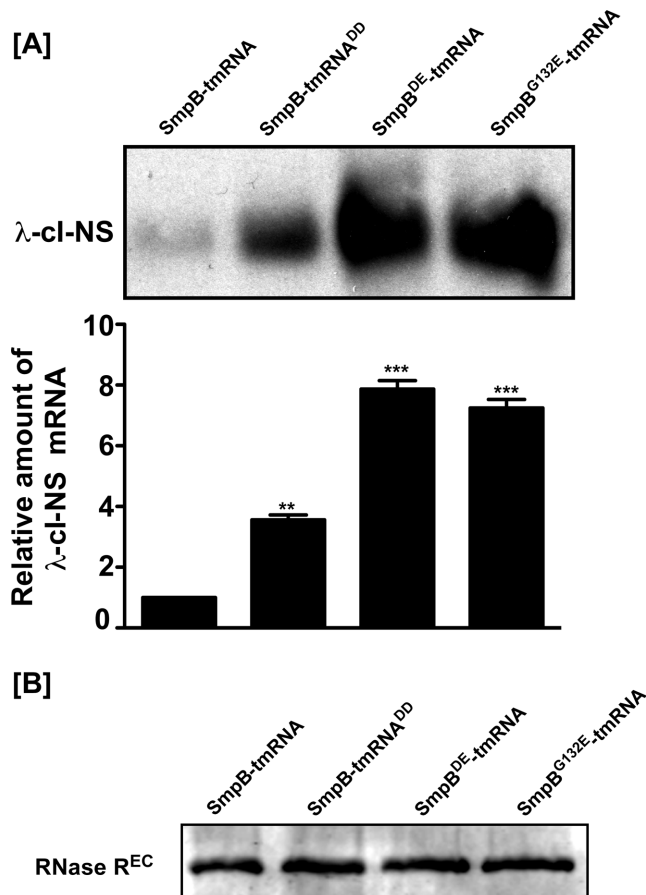 [A]
SmpB-tmRNA
SmpB-tmRNA^DD
SmpB^DE-tmRNA
SmpB^G132E-tmRNA
λ-cI-NS
Relative amount of
λ-cI-NS mRNA
10
8
6
4
2
0
**
***
***
[B]
SmpB-tmRNA
SmpB-tmRNA^DD
SmpB^DE-tmRNA
SmpB^G132E-tmRNA
RNase R^EC